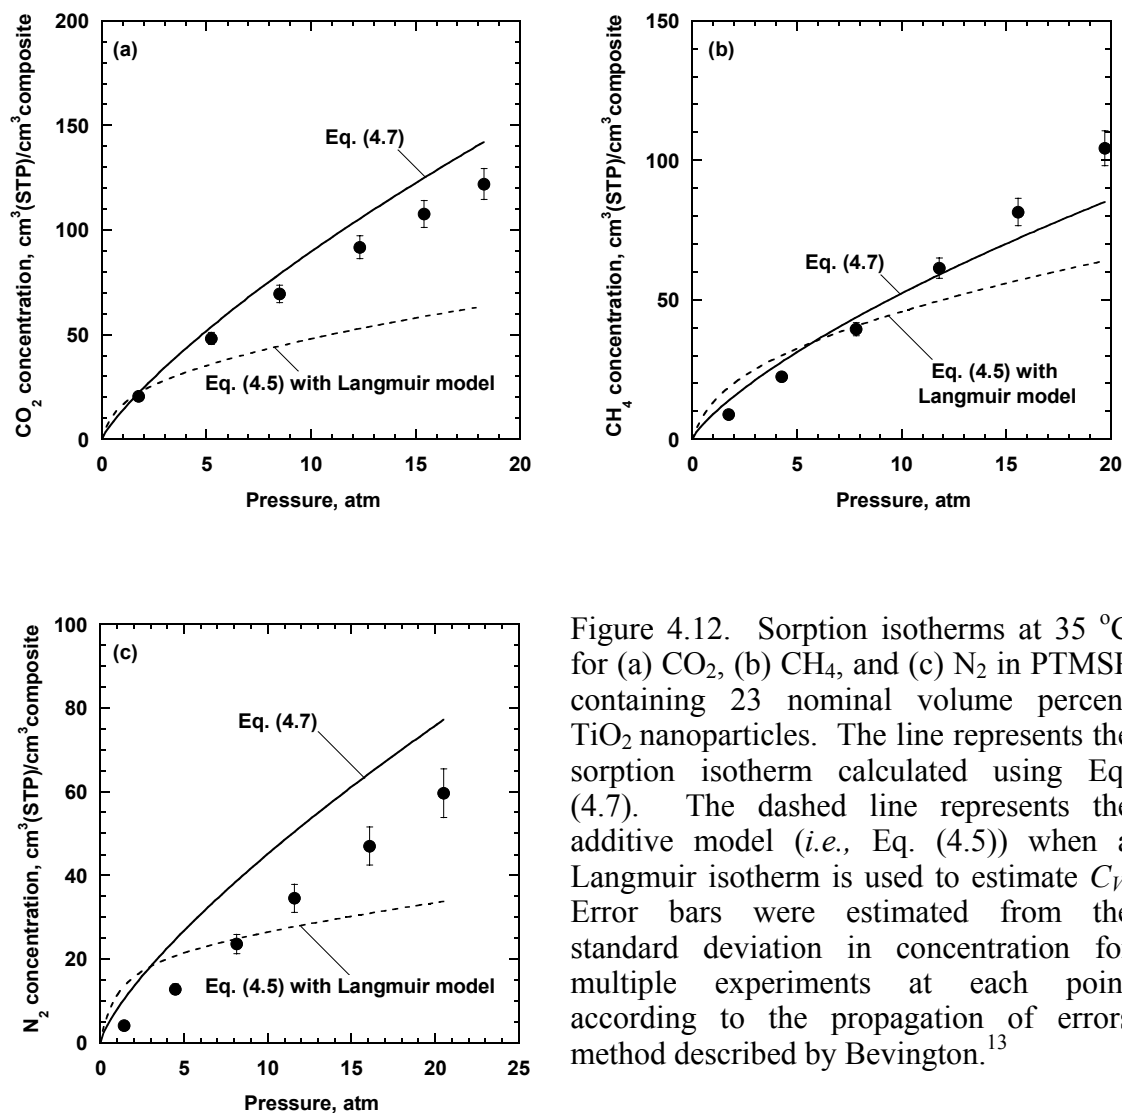 (a)
200
150
100
50
0
0 5 10 15 20
CO2 concentration, cm3(STP)/cm3composite
Pressure, atm
Eq. (4.7)
Eq. (4.5) with Langmuir model
(b)
150
100
50
0
0 5 10 15 20
CH4 concentration, cm3(STP)/cm3composite
Pressure, atm
Eq. (4.7)
Eq. (4.5) with
Langmuir model
(c)
100
80
60
40
20
0
0 5 10 15 20 25
N2 concentration, cm3(STP)/cm3composite
Pressure, atm
Eq. (4.7)
Eq. (4.5) with Langmuir model
Figure 4.12. Sorption isotherms at 35 °C
for (a) CO2, (b) CH4, and (c) N2 in
containing 23 nominal volume
TiO2 nanoparticles. The line represents the
sorption isotherm calculated using Eq
(4.7). The dashed line represents the
additive model (i.e., Eq. (4.5)) when a
Langmuir isotherm is used to estimate CV
Error bars were estimated from the
standard deviation in concentration
multiple experiments at each
according to the propagation of errors
method described by Bevington.13